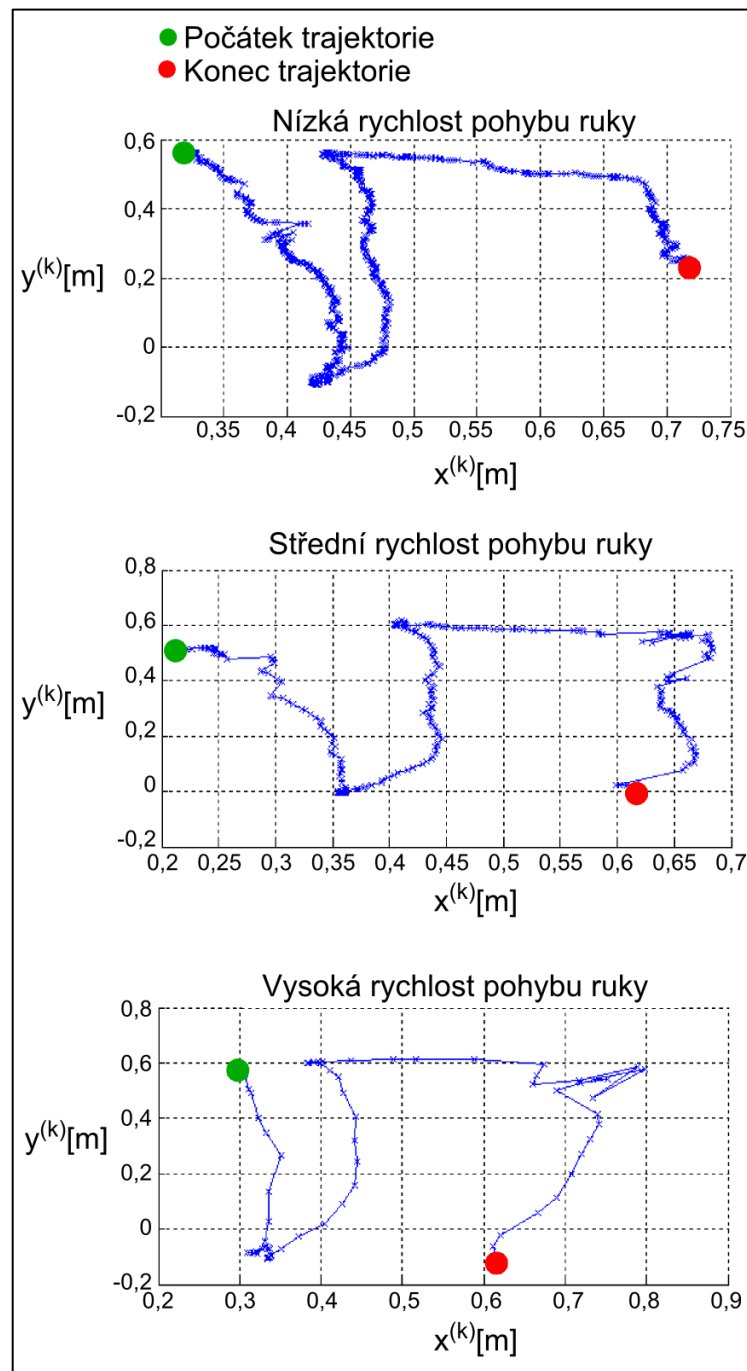 Počátek trajektorie
Konec trajektorie
Nízká rychlost pohybu ruky
0,6
0,4
y(k)[m]
0,2
0
-0,2
0,35 0,4 0,45 0,5 0,55 0,6 0,65 0,7 0,75
x(k)[m]
Střední rychlost pohybu ruky
0,8
0,6
0,4
y(k)[m]
0,2
0
-0,2
0,2 0,25 0,3 0,35 0,4 0,45 0,5 0,55 0,6 0,65 0,7
x(k)[m]
Vysoká rychlost pohybu ruky
0,8
0,6
0,4
y(k)[m]
0,2
0
-0,2
0,2 0,3 0,4 0,5 0,6 0,7 0,8 0,9
x(k)[m]